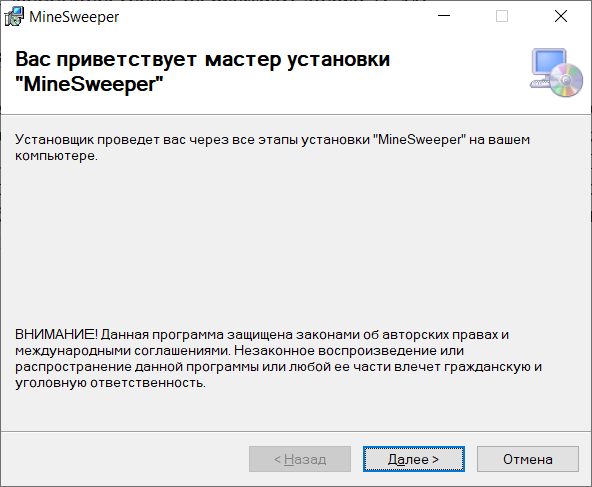 MineSweeper
Вас приветствует мастер установки
"MineSweeper"
Установщик проведет вас через все этапы установки "MineSweeper" на вашем
компьютере.
ВНИМАНИЕ! Данная программа защищена законами об авторских правах и
международными соглашениями. Незаконное воспроизведение или
распространение данной программы или любой ее части влечет гражданскую и
уголовную ответственность.
< Назад
Далее >
Отмена